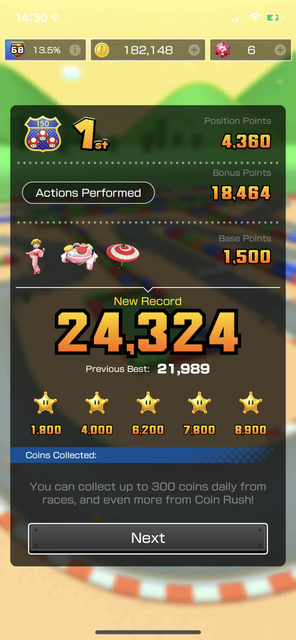 14:30
68 13.5% i 182,148 + 6 +
150 1st Position Points
4,360
Bonus Points
Actions Performed 18,464
Base Points
1,500
New Record
24,324
Previous Best: 21,989
1,800 4,000 6,200 7,800 8,900
Coins Collected:
You can collect up to 300 coins daily from
races, and even more from Coin Rush!
Next